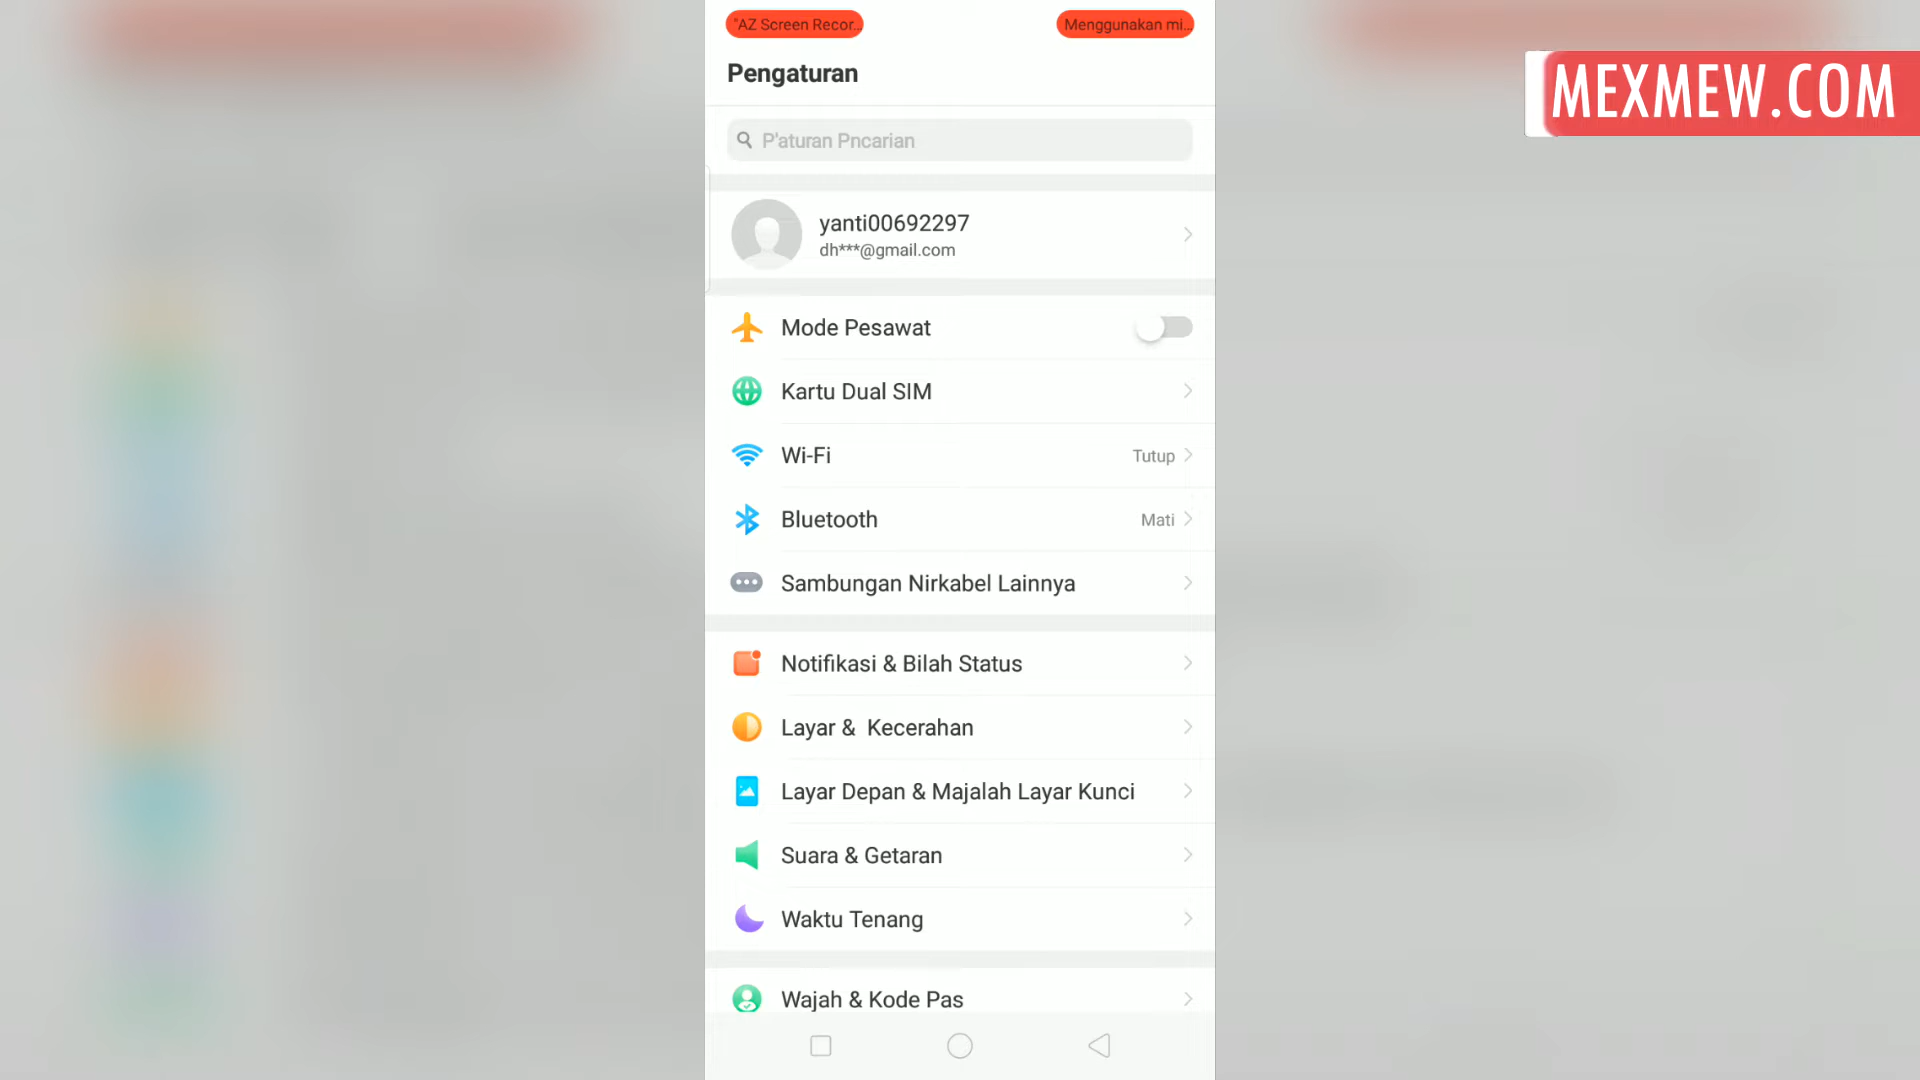 "AZ Screen Recor...
Menggunakan mi...
MEXMEW.COM
Pengaturan
P'aturan Pncarian
yanti00692297
dh***@gmail.com
Mode Pesawat
Kartu Dual SIM
Wi-Fi
Tutup
Bluetooth
Mati
Sambungan Nirkabel Lainnya
Notifikasi & Bilah Status
Layar &  Kecerahan
Layar Depan & Majalah Layar Kunci
Suara & Getaran
Waktu Tenang
Wajah & Kode Pas